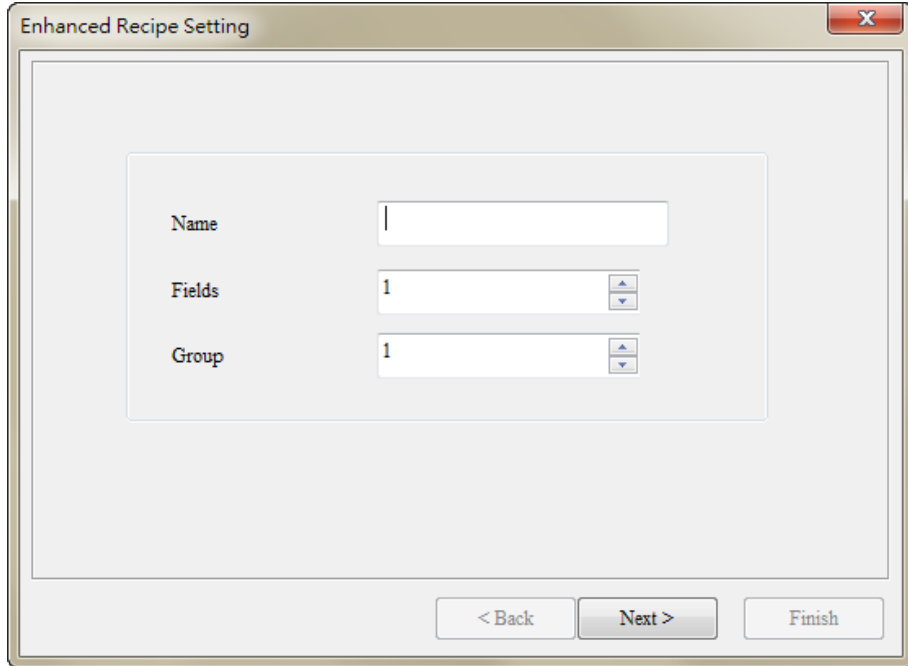 Enhanced Recipe Setting
Name
Fields 1
Group 1
< Back Next > Finish